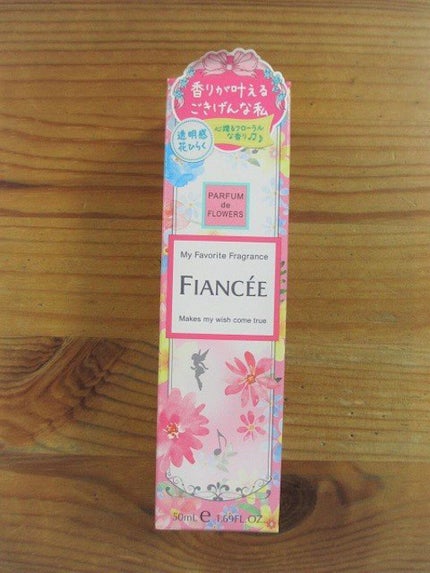 香りが叶える
ごきげんな私
透明感
花ひらく
心躍るフローラル
な香り♫♪
PARFUM
de
FLOWERS
My Favorite Fragrance
FIANCÉE
Makes my wish come true
50mL e 1.69FL.OZ.